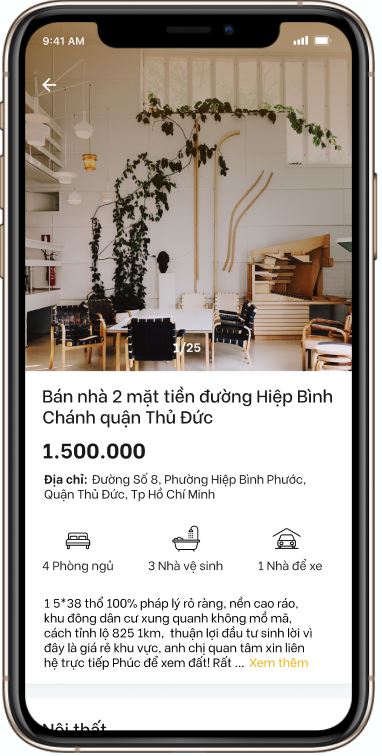 9:41 AM
1/25
Bán nhà 2 mặt tiền đường Hiệp Bình
Chánh quận Thủ Đức
1.500.000
Địa chỉ: Đường Số 8, Phường Hiệp Bình Phước,
Quận Thủ Đức, Tp Hồ Chí Minh
4 Phòng ngủ
3 Nhà vệ sinh
1 Nhà để xe
1 5*38 thổ 100% pháp lý rỏ ràng, nền cao ráo,
khu đông dân cư xung quanh không mồ mã,
cách tỉnh lộ 825 1km, thuận lợi đầu tư sinh lời vì
đây là giá rẻ khu vực, anh chị quan tâm xin liên
hệ trực tiếp Phúc để xem đất! Rất ... Xem thêm
Nội thất